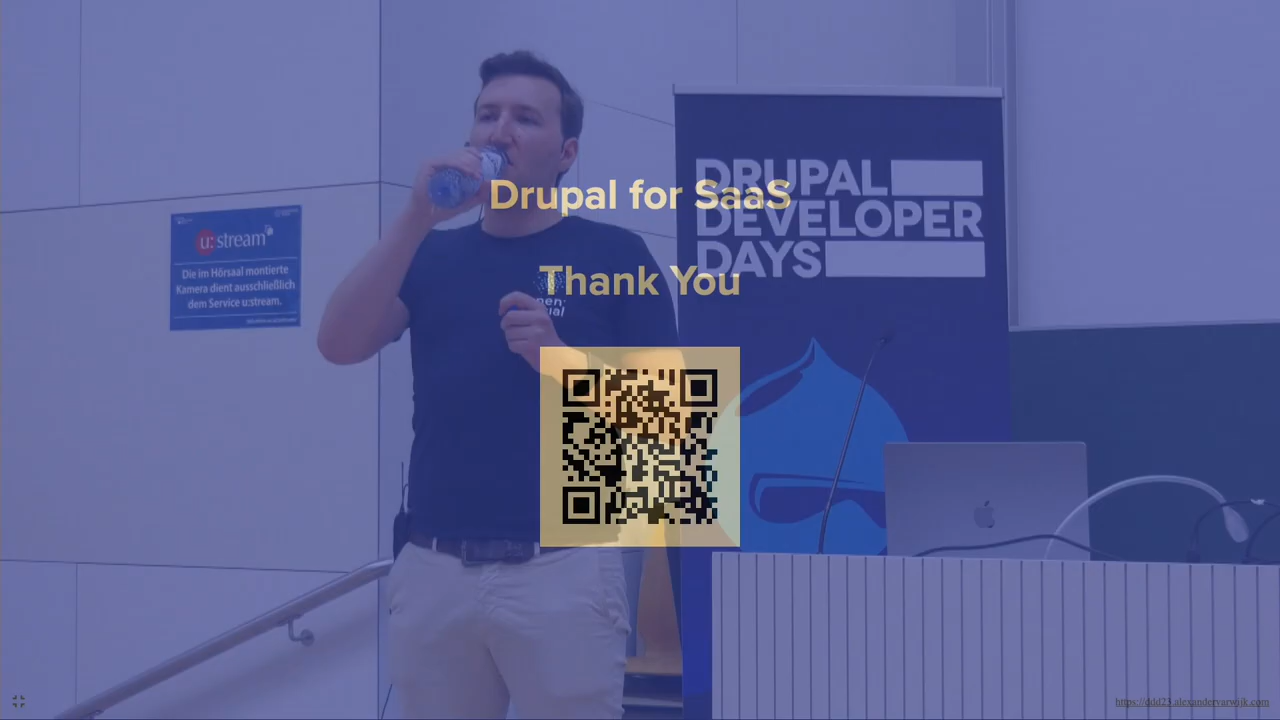 Drupal for SaaS
Thank You
DRUPAL
DEVELOPER
DAYS
u:stream
Die im Hörsaal montierte
Kamera dient ausschließlich
dem Service u:stream.
https://ddd23.alexandervarwijk.com